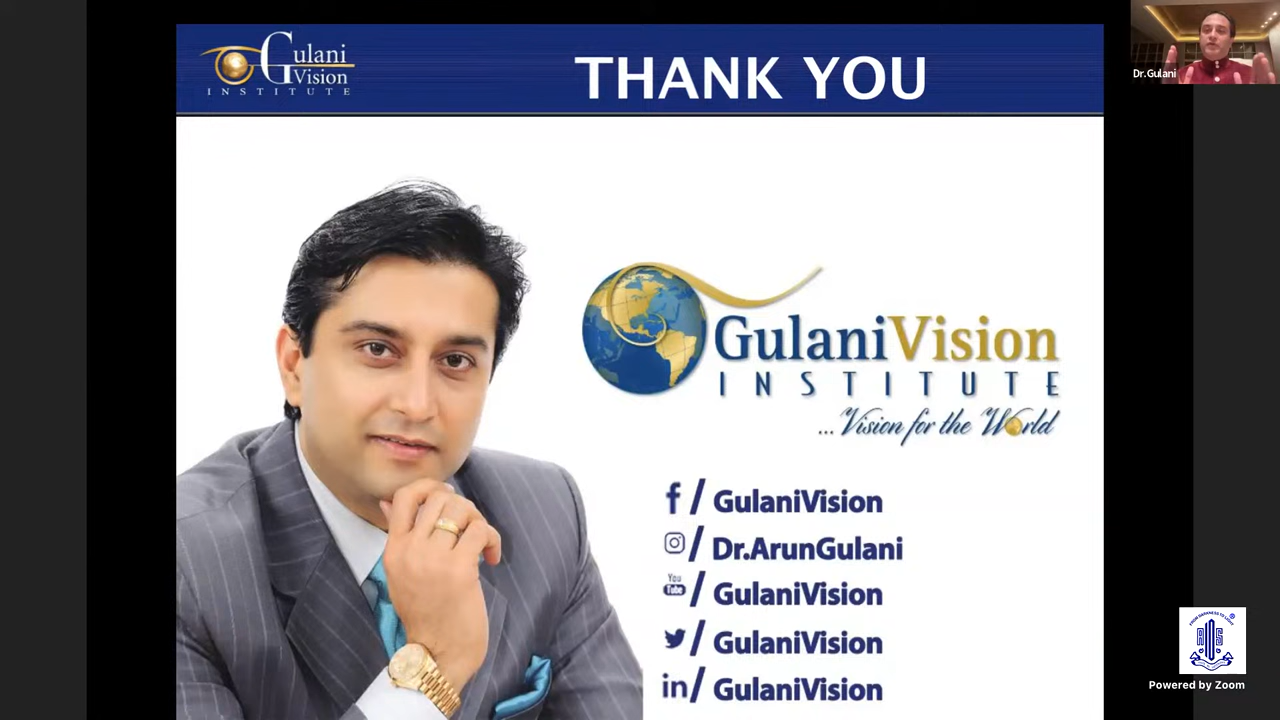 Gulani
Vision
INSTITUTE
THANK YOU
Dr.Gulani
GulaniVision
INSTITUTE
...Vision for the World
f / GulaniVision
/ Dr.ArunGulani
You Tube / GulaniVision
/ GulaniVision
in / GulaniVision
Powered by Zoom